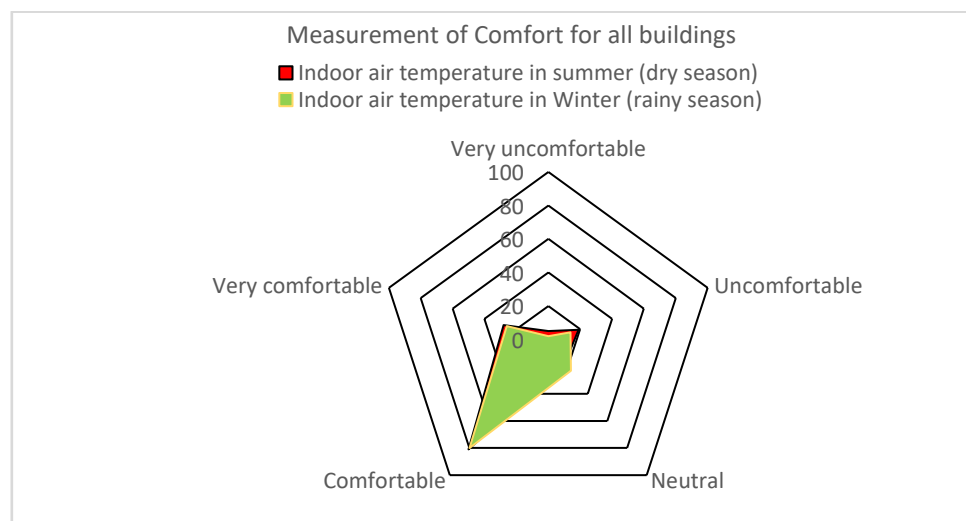 Measurement of Comfort for all buildings
Indoor air temperature in summer (dry season)
Indoor air temperature in Winter (rainy season)
Very uncomfortable
100
80
60
40
20
0
Very comfortable
Uncomfortable
Comfortable
Neutral